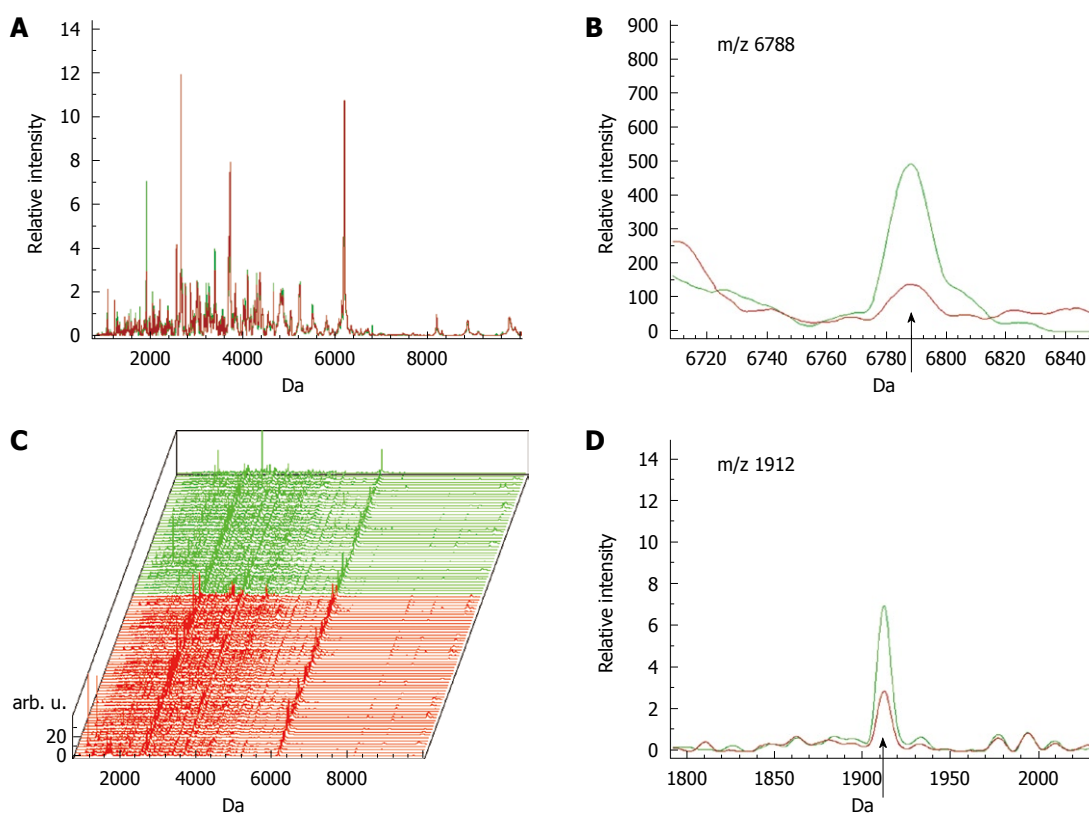 A
14
12
10
8
6
4
2
0
Relative intensity
2000 4000 6000 8000
Da
B
m/z 6788
900
800
700
600
500
400
300
200
100
0
Relative intensity
6720 6740 6760 6780 6800 6820 6840
Da
C
arb. u.
20
0
2000 4000 6000 8000
Da
D
m/z 1912
14
12
10
8
6
4
2
0
Relative intensity
1800 1850 1900 1950 2000
Da